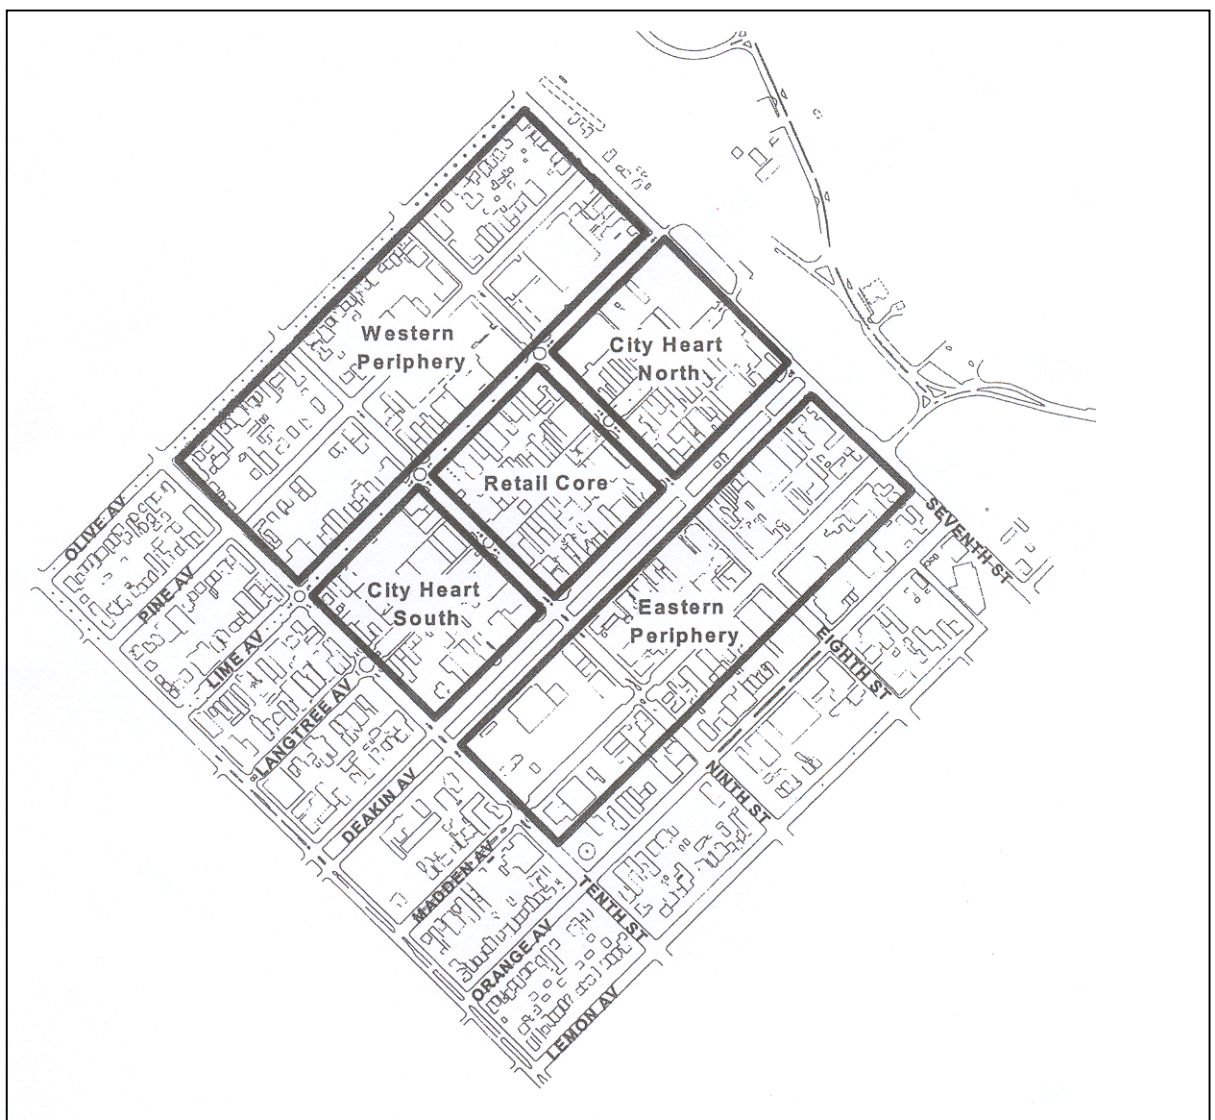 Western
Periphery
City Heart
North
Retail Core
City Heart
South
Eastern
Periphery
OLIVE AV
PINE AV
LIME AV
LANGTREE AV
DEAKIN AV
MADDEN AV
ORANGE AV
LEMON AV
SEVENTH ST
EIGHTH ST
NINTH ST
TENTH ST